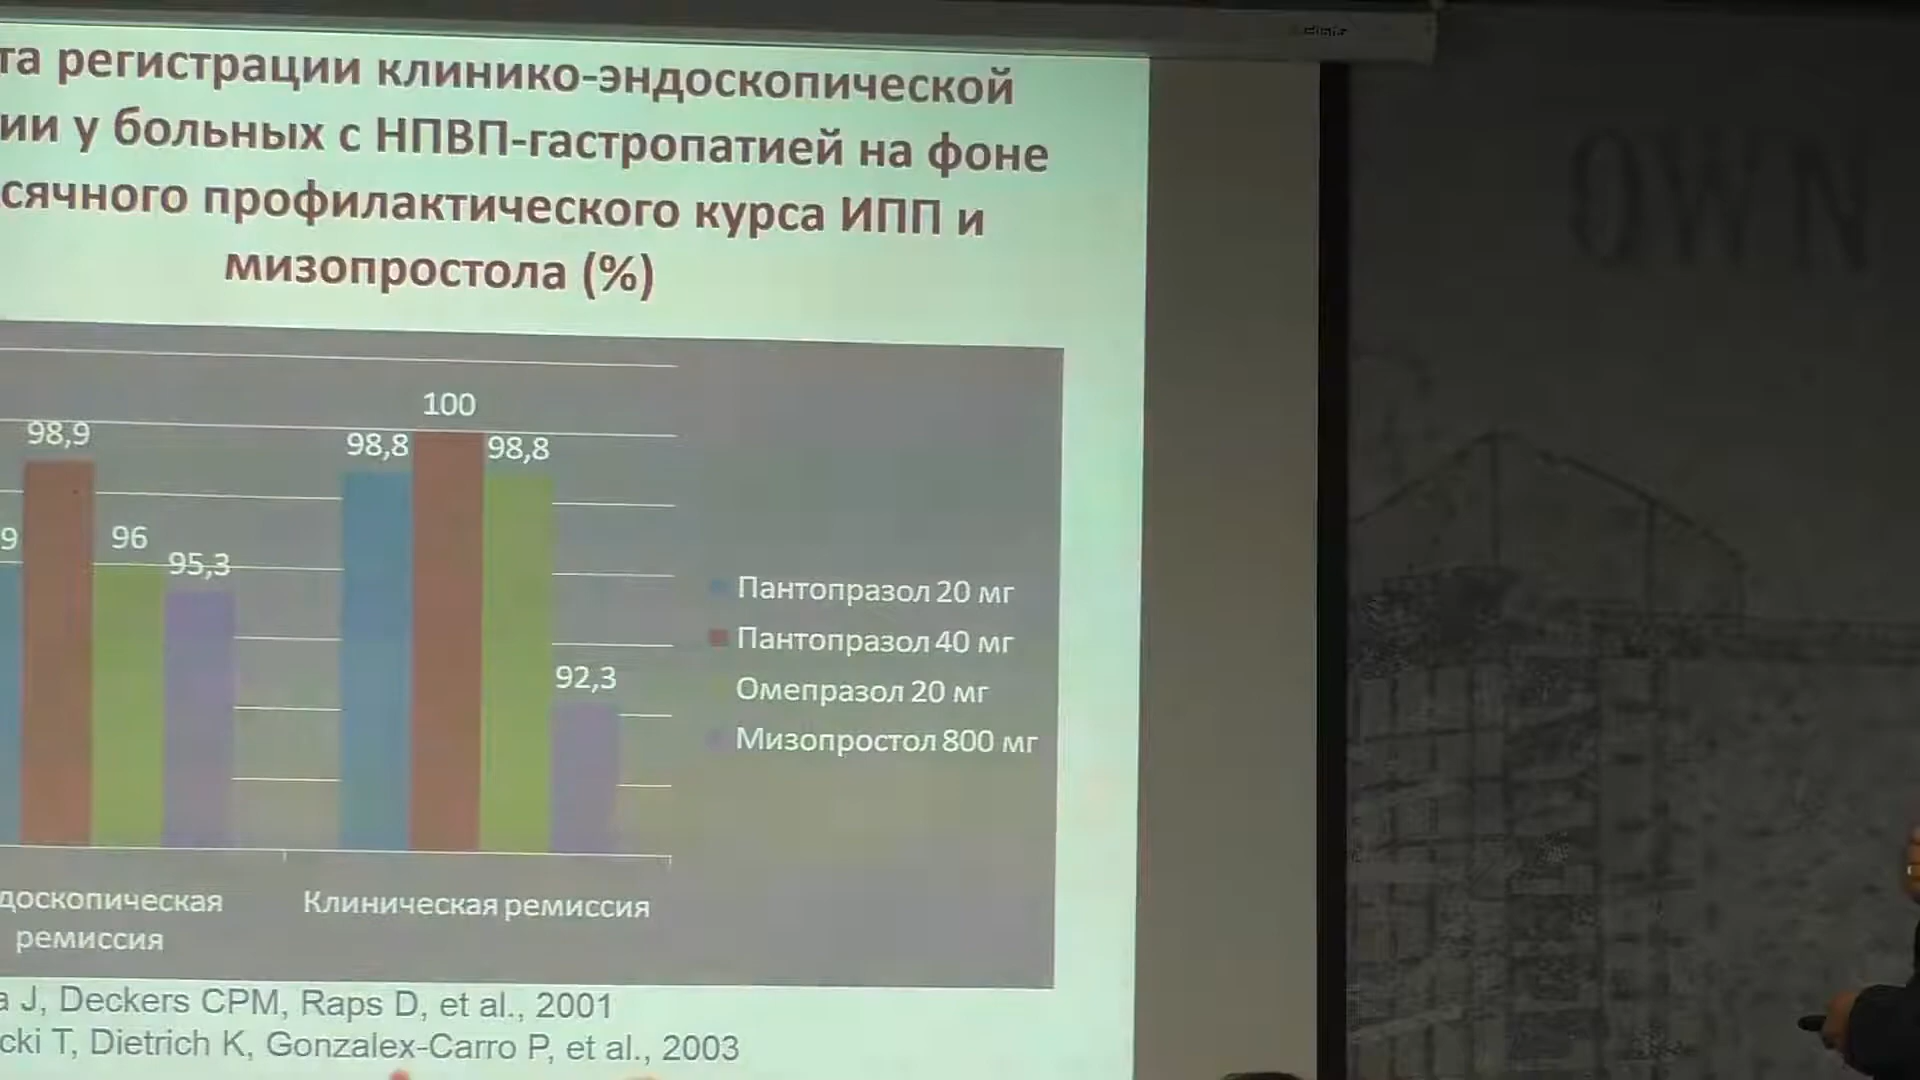 та регистрации клинико-эндоскопической
ии у больных с НПВП-гастропатией на фоне
сячного профилактического курса ИПП и
мизопростола (%)
100
98,9
98,8
98,8
9
96
95,3
92,3
Пантопразол 20 мг
Пантопразол 40 мг
Омепразол 20 мг
Мизопростол 800 мг
доскопическая
ремиссия
Клиническая ремиссия
a J, Deckers CPM, Raps D, et al., 2001
cki T, Dietrich K, Gonzalex-Carro P, et al., 2003
OWN